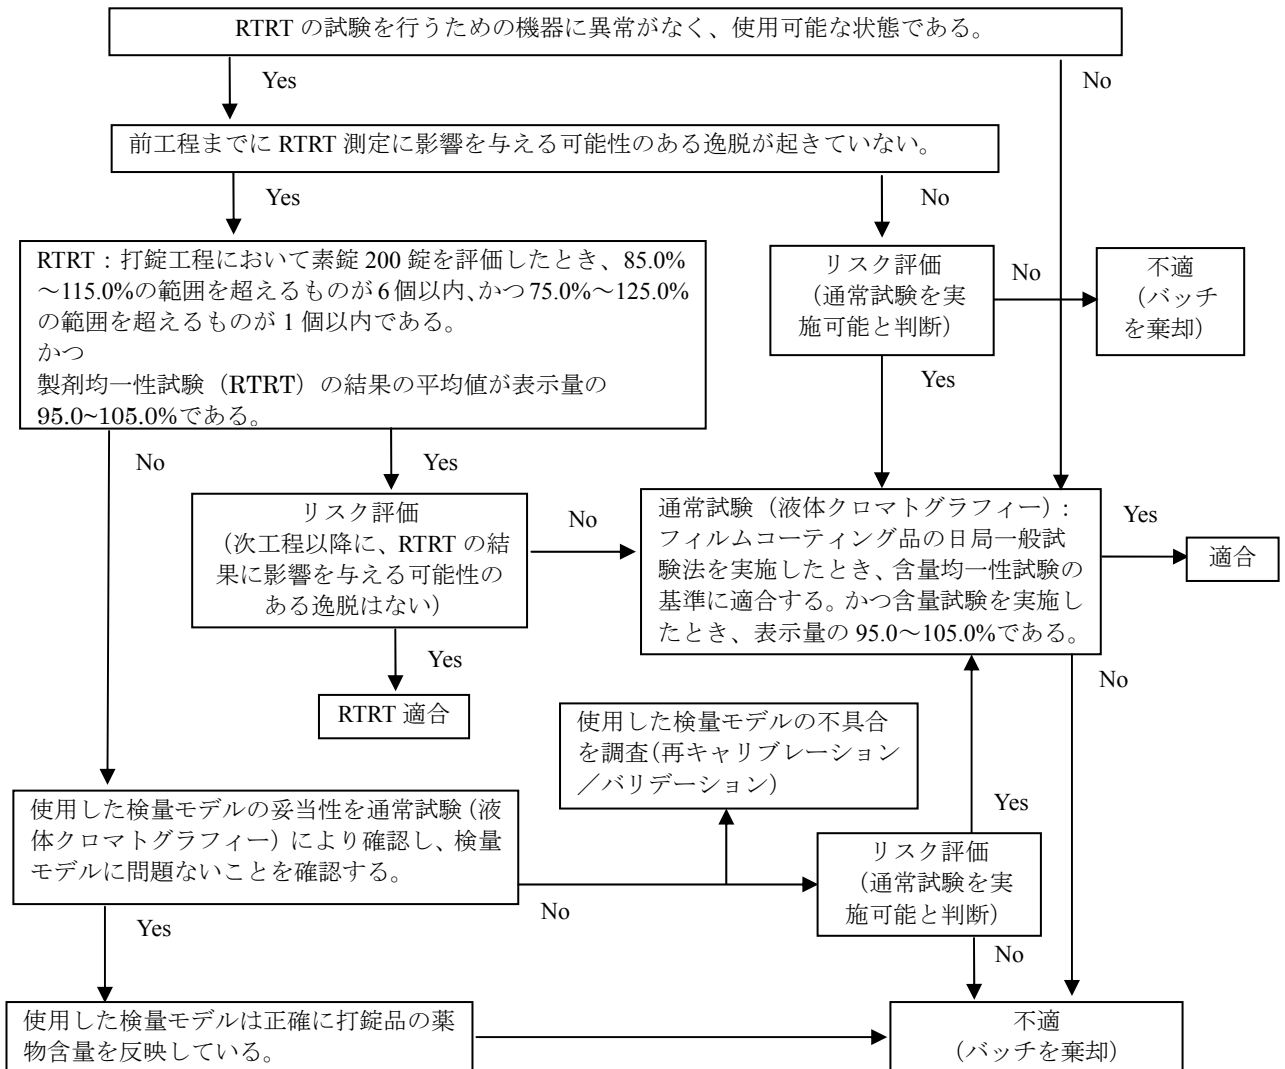 RTRT の試験を行うための機器に異常がなく、使用可能な状態である。
Yes
No
前工程までに RTRT 測定に影響を与える可能性のある逸脱が起きていない。
Yes
No
RTRT：打錠工程において素錠 200 錠を評価したとき、85.0%
～115.0%の範囲を超えるものが 6 個以内、かつ 75.0%～125.0%
の範囲を超えるものが 1 個以内である。
かつ
製剤均一性試験（RTRT）の結果の平均値が表示量の
95.0~105.0%である。
リスク評価
（通常試験を実
施可能と判断）
No
不適
（バッチ
を棄却）
Yes
No
Yes
リスク評価
（次工程以降に、RTRT の結
果に影響を与える可能性の
ある逸脱はない）
No
通常試験（液体クロマトグラフィー）：
フィルムコーティング品の日局一般試
験法を実施したとき、含量均一性試験の
基準に適合する。かつ含量試験を実施し
たとき、表示量の 95.0～105.0%である。
Yes
適合
Yes
No
RTRT 適合
使用した検量モデルの不具合
を調査（再キャリブレーション
／バリデーション）
Yes
使用した検量モデルの妥当性を通常試験（液
体クロマトグラフィー）により確認し、検量
モデルに問題ないことを確認する。
リスク評価
（通常試験を実
施可能と判断）
No
Yes
No
使用した検量モデルは正確に打錠品の薬
物含量を反映している。
不適
（バッチを棄却）